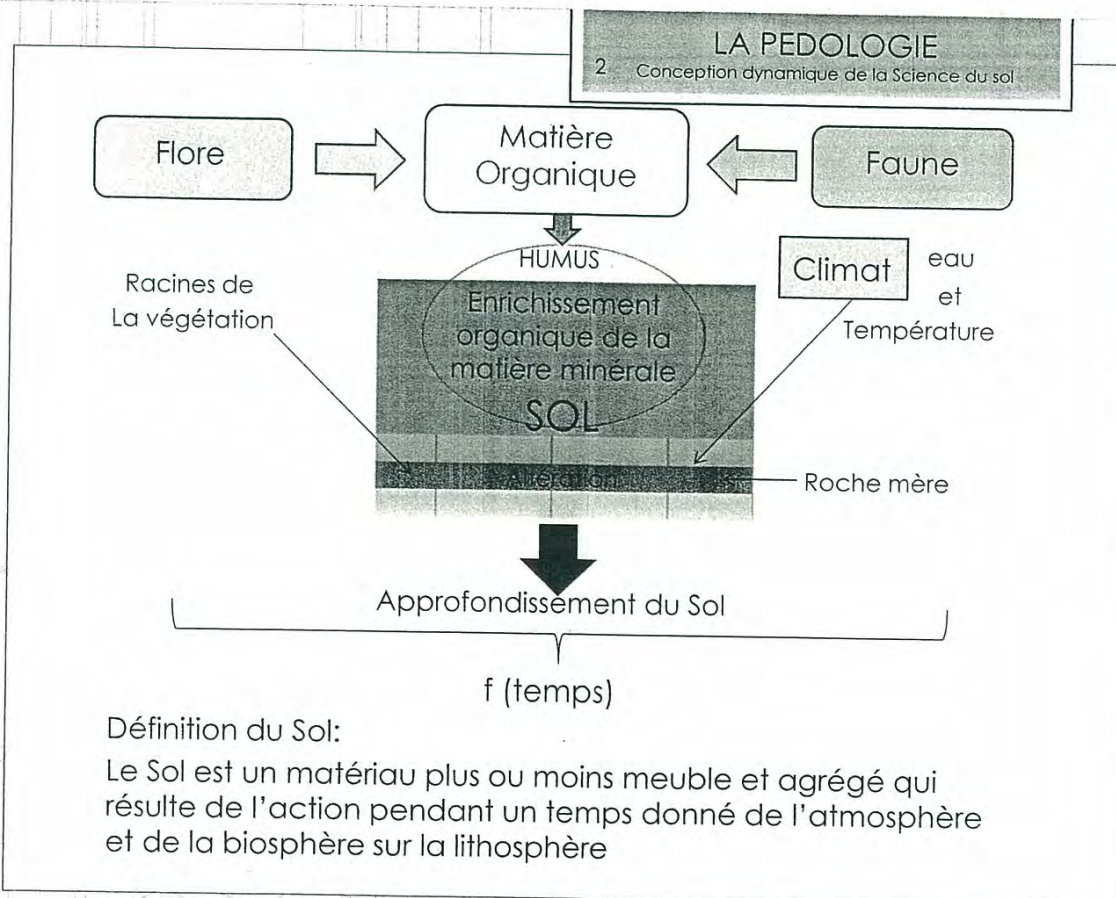 LA PEDOLOGIE
2 Conception dynamique de la Science du sol
Flore
Matière
Organique
Faune
HUMUS
Climat
eau
et
Température
Racines de
La végétation
Enrichissement
organique de la
matière minérale
SOL
Altération
Roche mère
Approfondissement du Sol
f (temps)
Définition du Sol:
Le Sol est un matériau plus ou moins meuble et agrégé qui
résulte de l'action pendant un temps donné de l'atmosphère
et de la biosphère sur la lithosphère